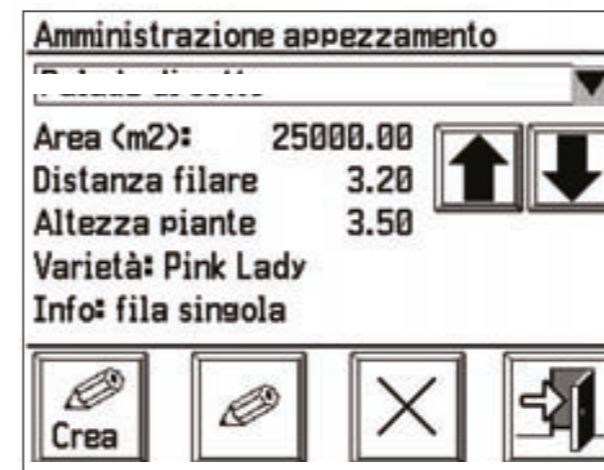 Amministrazione appezzamento
Area (m2): 25000.00
Distanza filare 3.20
Altezza piante 3.50
Varietà: Pink Lady
Info: fila singola
Crea